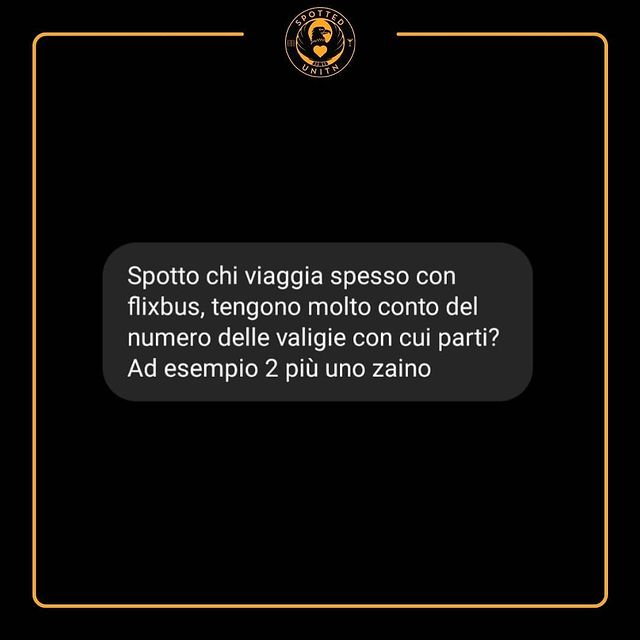 SPOTTED
UNITN
Spotto chi viaggia spesso con
flixbus, tengono molto conto del
numero delle valigie con cui parti?
Ad esempio 2 più uno zaino